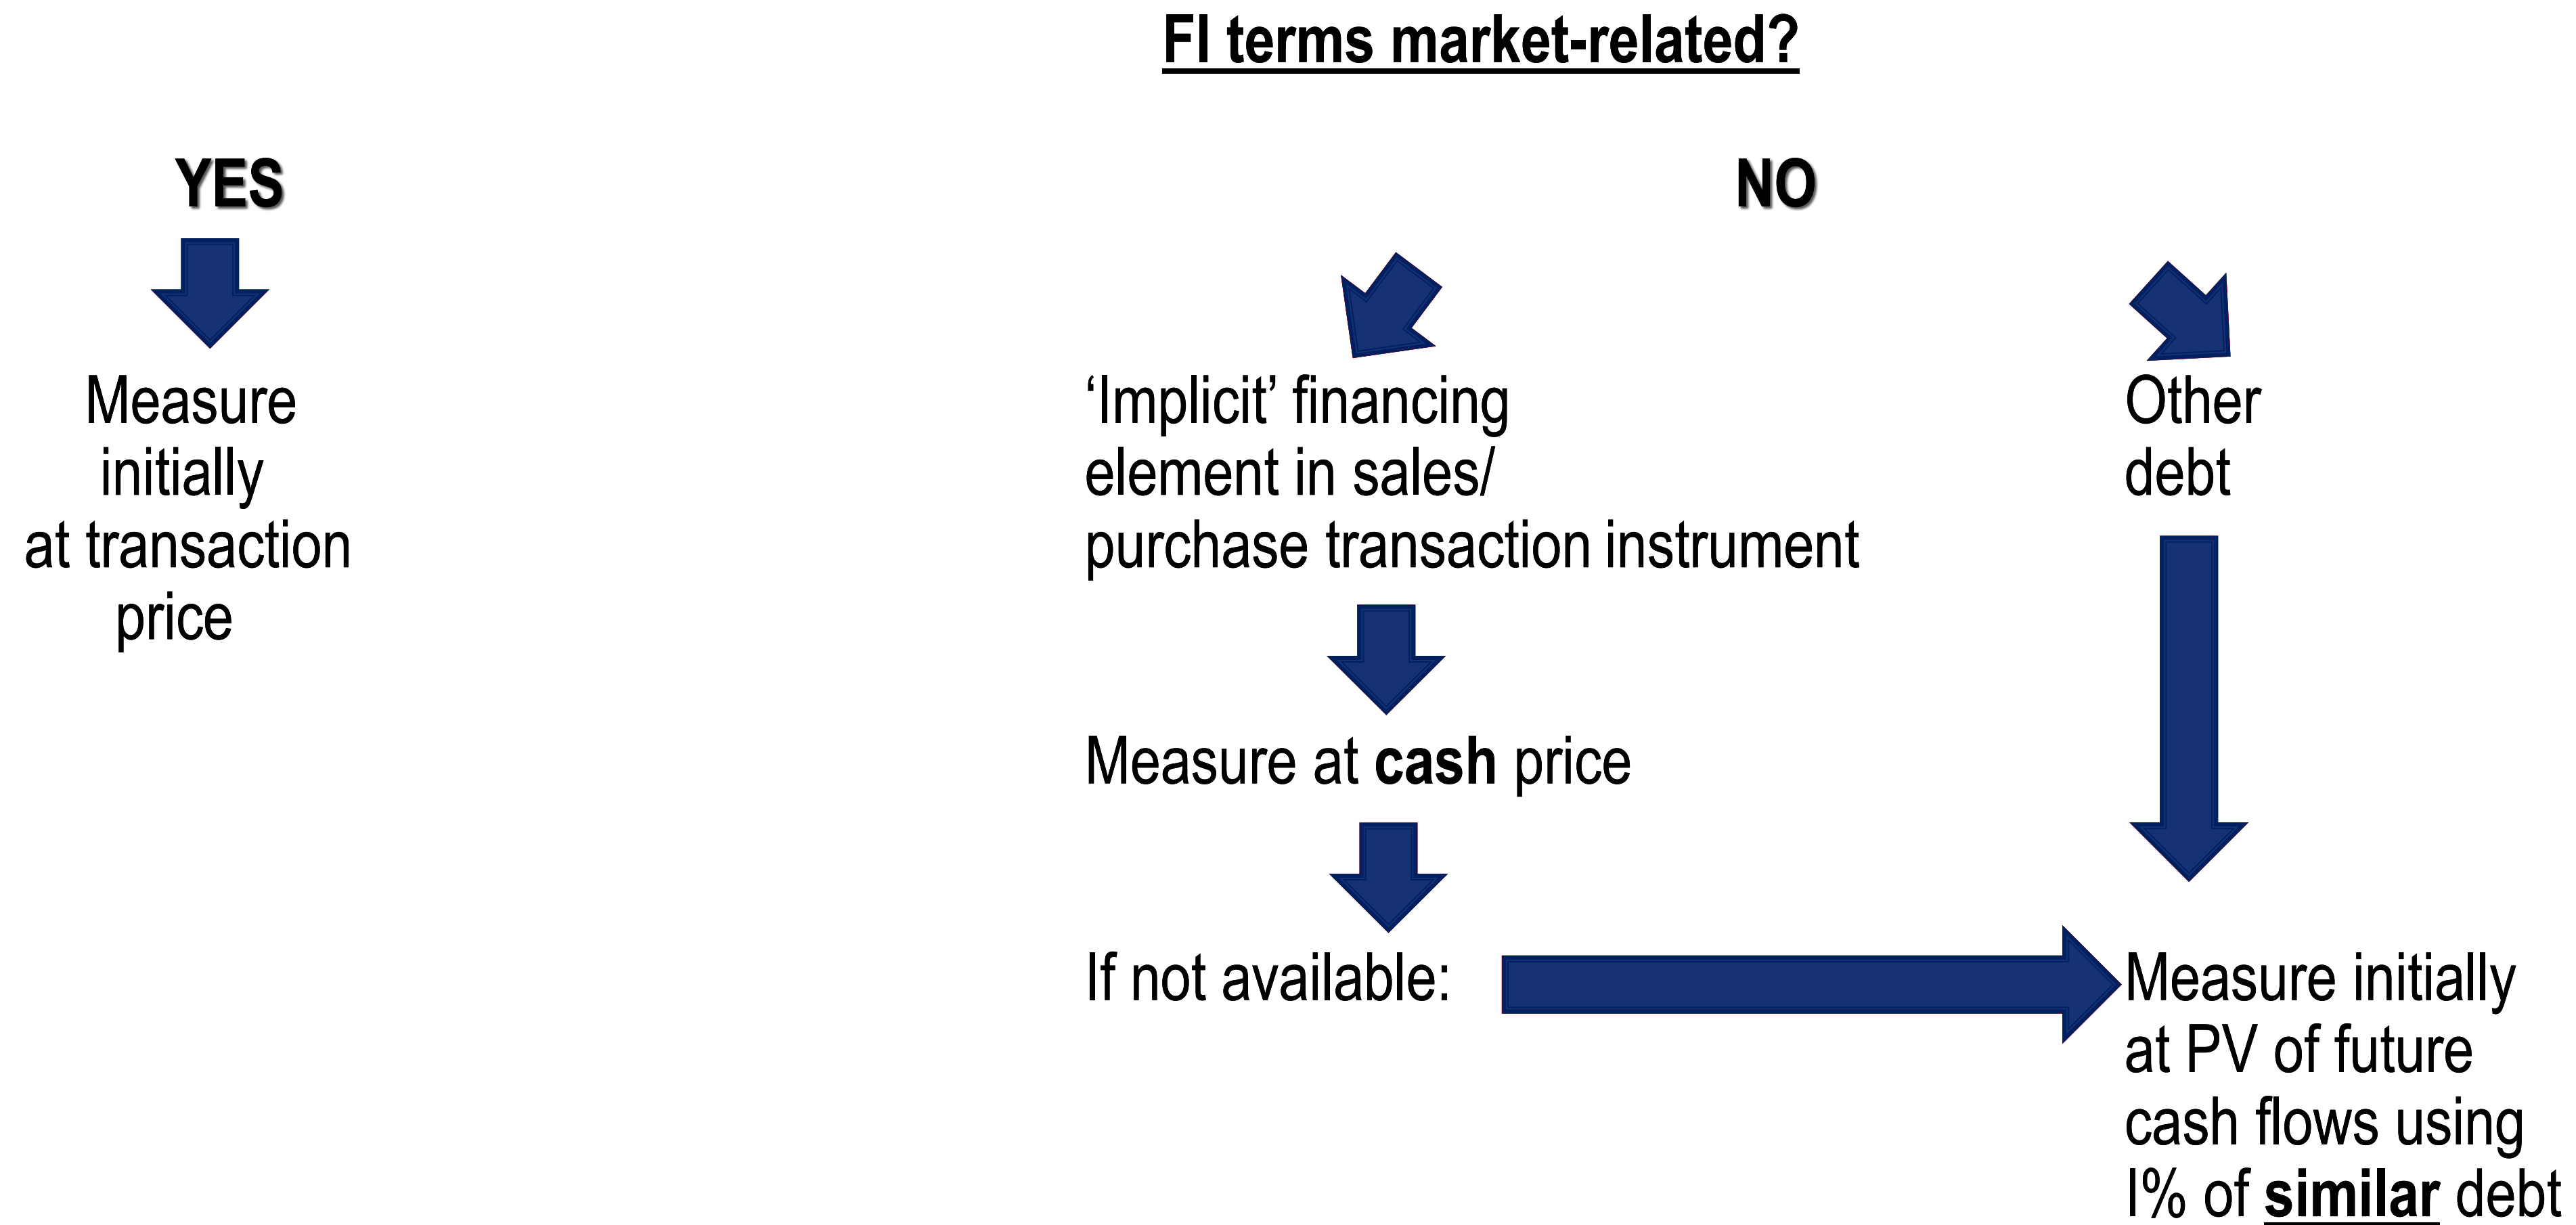 FI terms market-related?
YES
NO
Measure
initially
at transaction
price
‘Implicit’ financing
element in sales/
purchase transaction instrument
Measure at cash price
If not available:
Other
debt
Measure initially
at PV of future
cash flows using
I% of similar debt